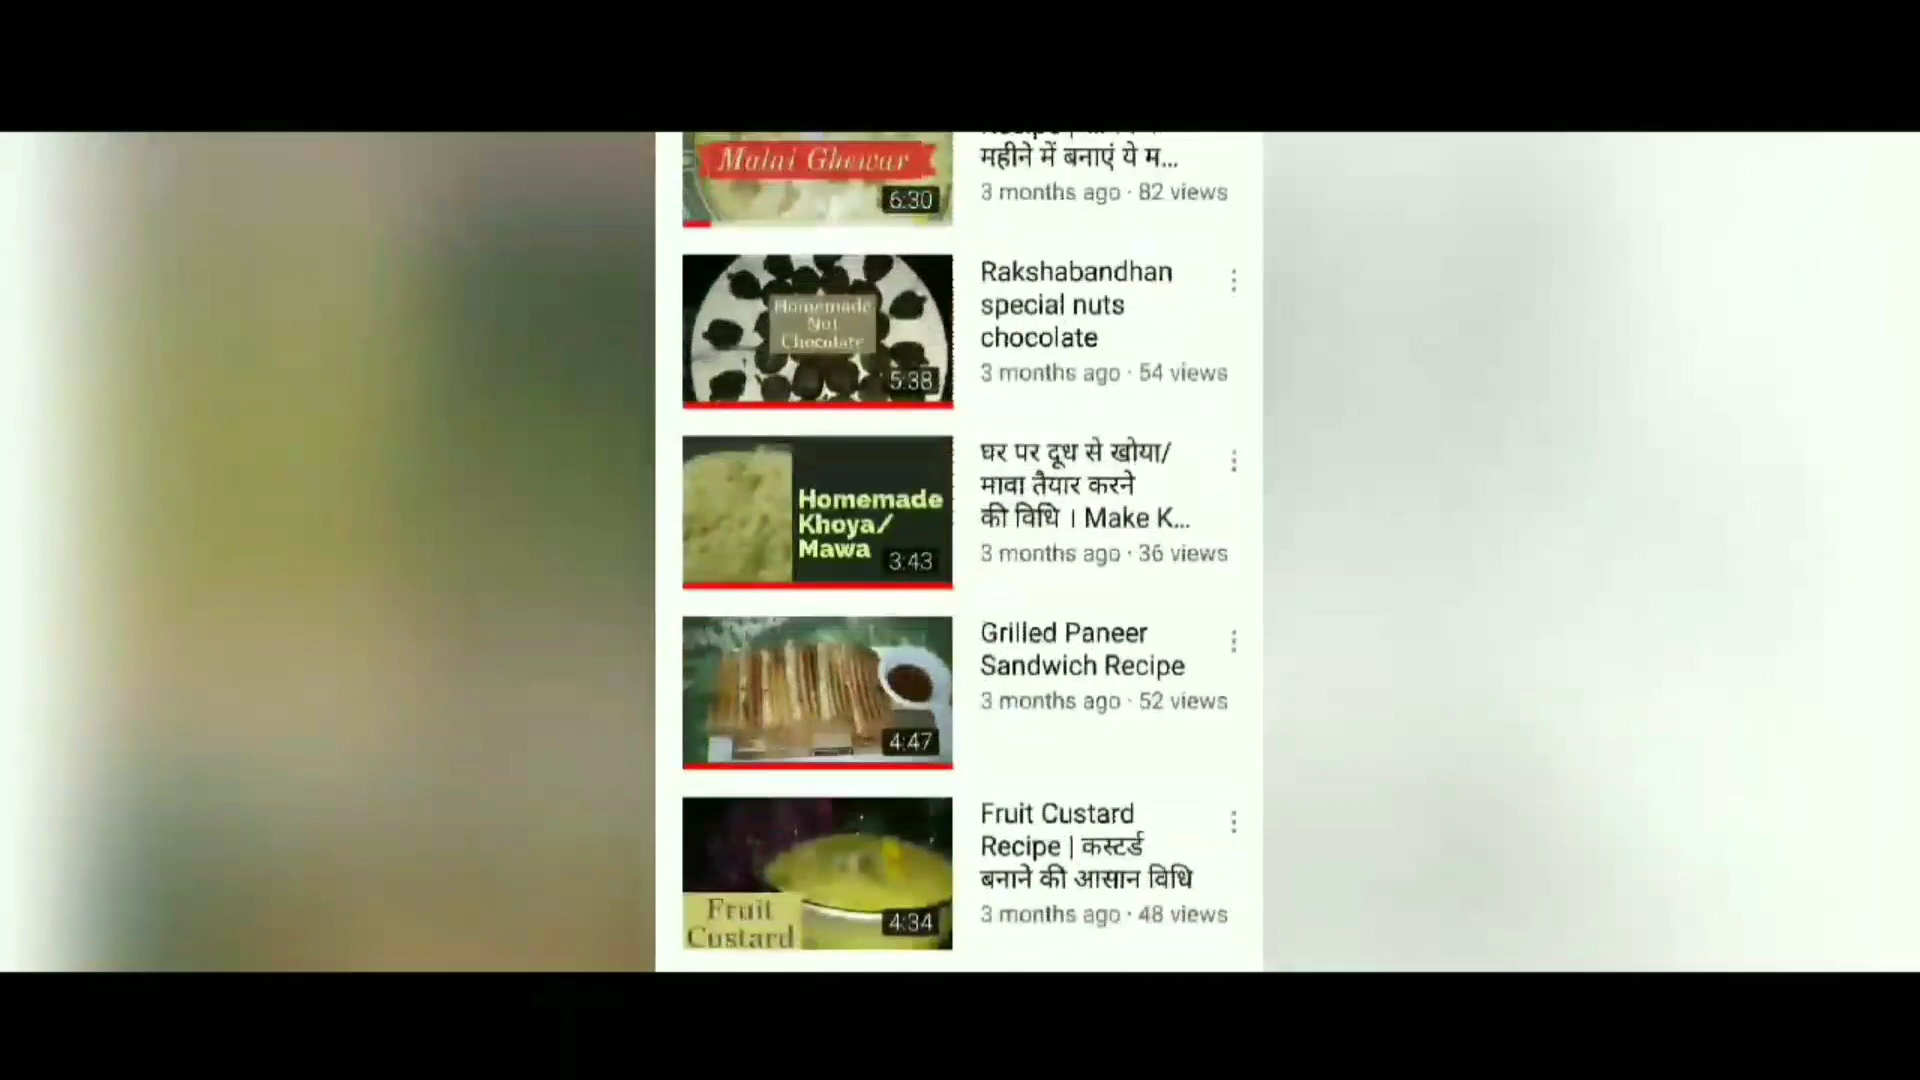 Malai Ghewar
6:30
महीने में बनाएं ये म...
3 months ago · 82 views
Homemade
Nut
Chocolate
5:38
Rakshabandhan
special nuts
chocolate
3 months ago · 54 views
Homemade
Khoya/
Mawa
3:43
घर पर दूध से खोया/
मावा तैयार करने
की विधि । Make K...
3 months ago · 36 views
4:47
Grilled Paneer
Sandwich Recipe
3 months ago · 52 views
Fruit
Custard
4:34
Fruit Custard
Recipe | कस्टर्ड
बनाने की आसान विधि
3 months ago · 48 views